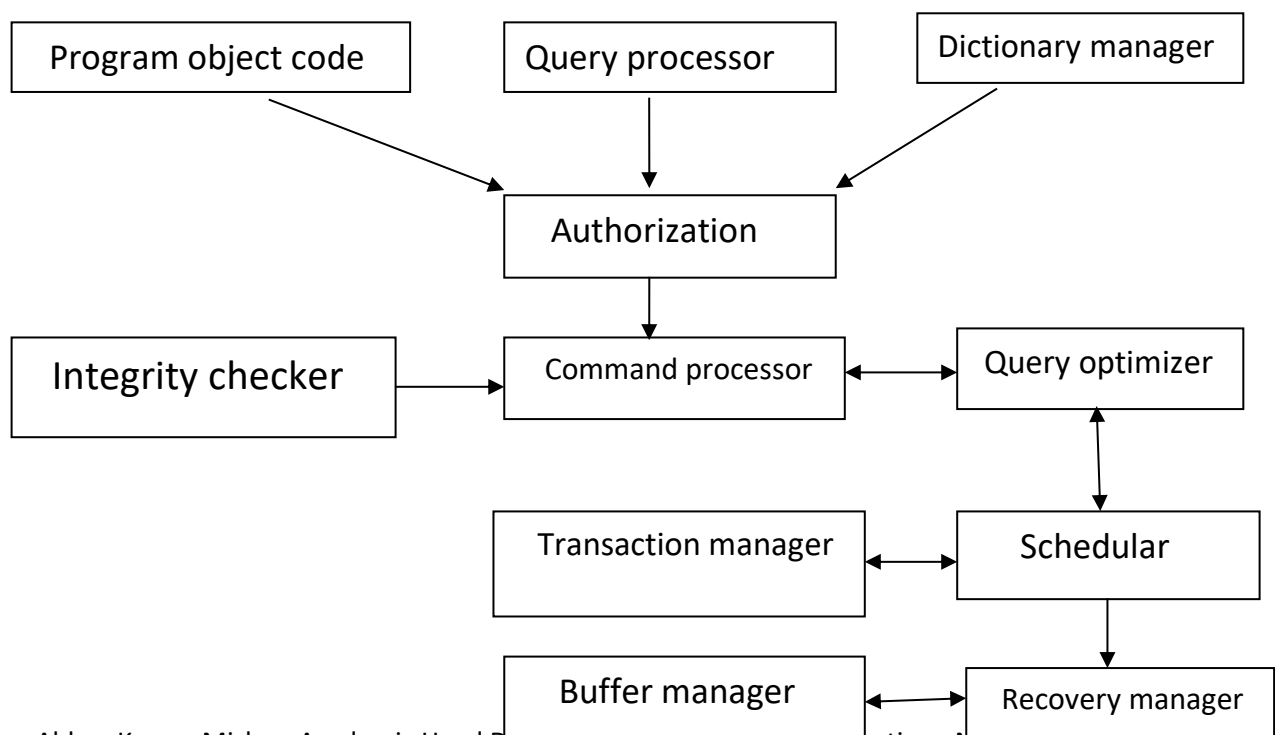 Program object code
Query processor
Dictionary manager
Authorization
Integrity checker
Command processor
Query optimizer
Transaction manager
Schedular
Buffer manager
Recovery manager